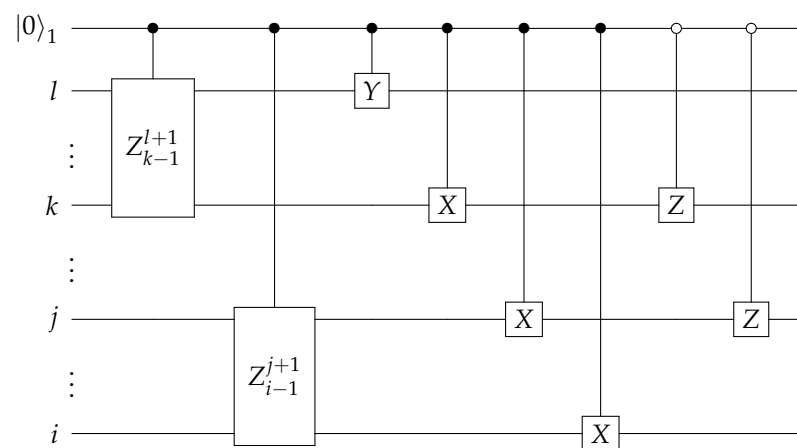 |0⟩₁
l Y
Z^{l+1}_{k-1}
⋮
k X Z
⋮
j X Z
Z^{j+1}_{i-1}
⋮
i X